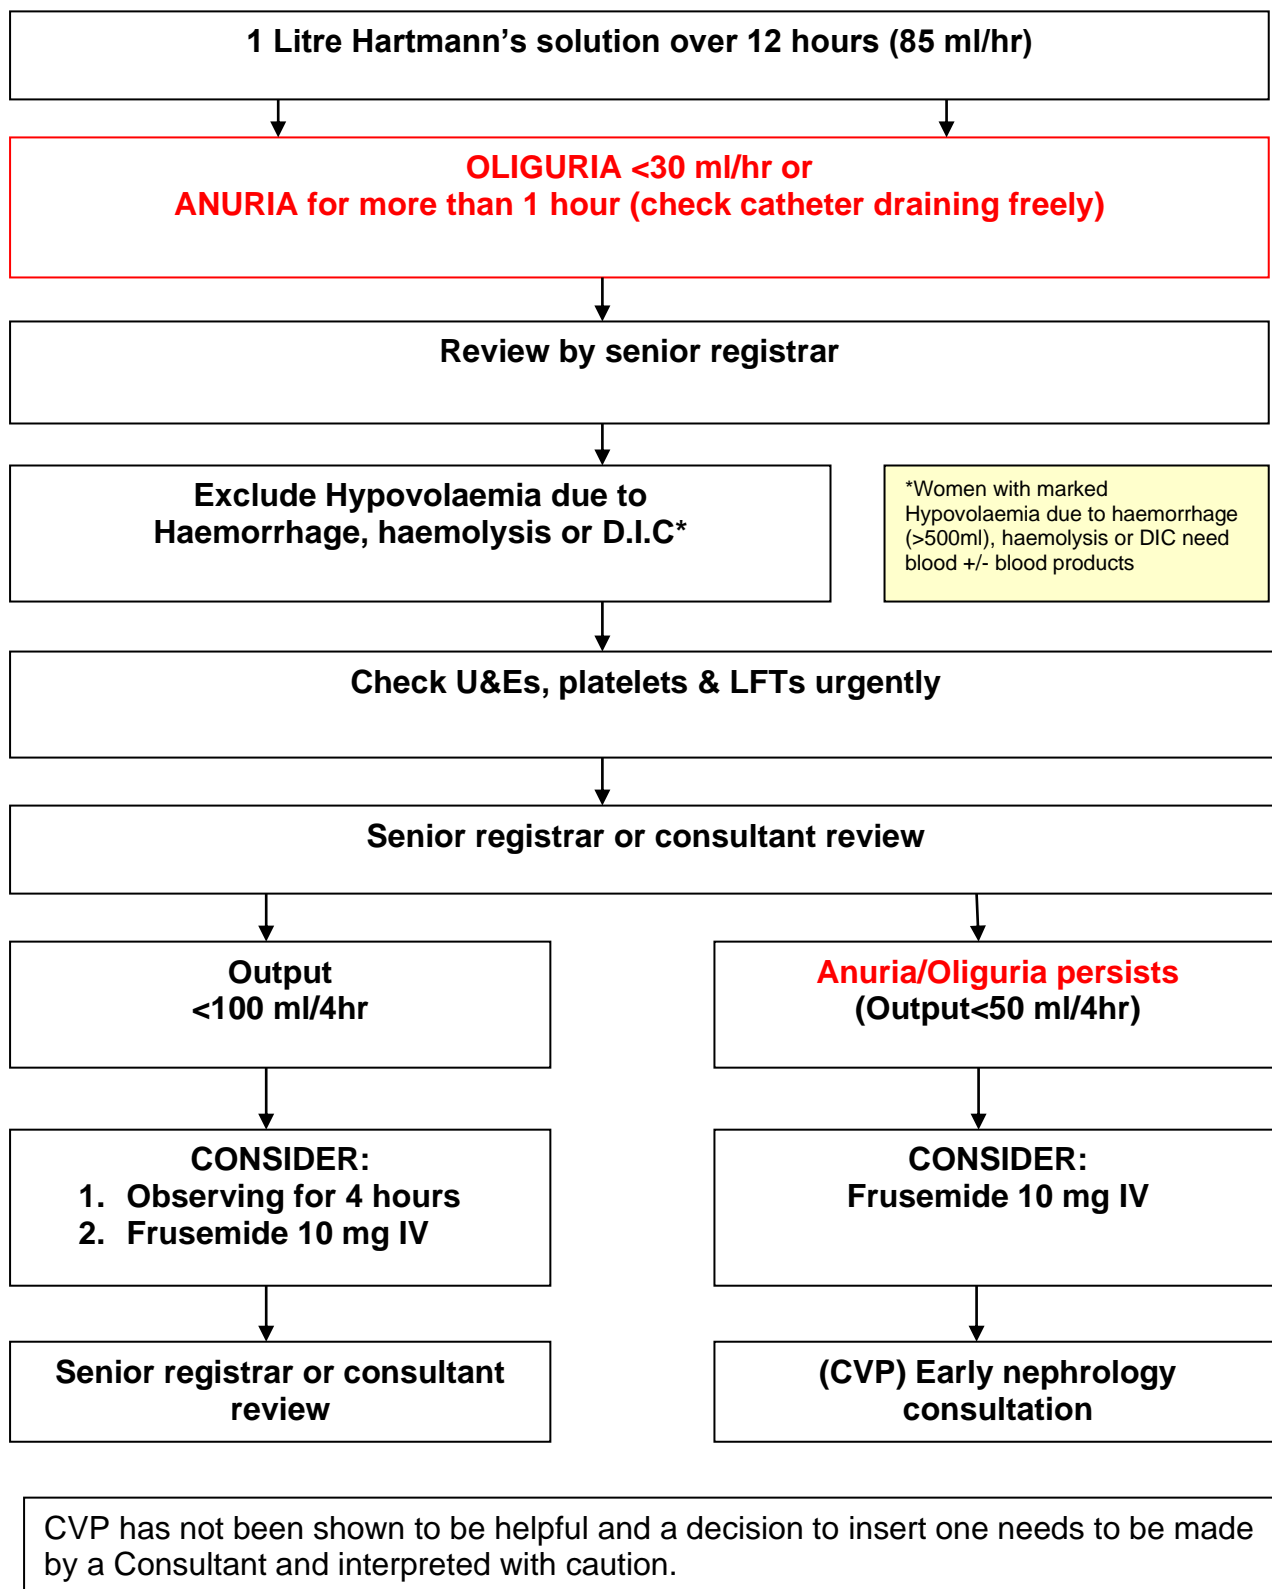 1 Litre Hartmann's solution over 12 hours (85 ml/hr)
OLIGURIA <30 ml/hr or
ANURIA for more than 1 hour (check catheter draining freely)
Review by senior registrar
Exclude Hypovolaemia due to
Haemorrhage, haemolysis or D.I.C*
*Women with marked
Hypovolaemia due to haemorrhage
(>500ml), haemolysis or DIC need
blood +/- blood products
Check U&Es, platelets & LFTs urgently
Senior registrar or consultant review
Output
<100 ml/4hr
Anuria/Oliguria persists
(Output<50 ml/4hr)
CONSIDER:
1. Observing for 4 hours
2. Frusemide 10 mg IV
CONSIDER:
Frusemide 10 mg IV
Senior registrar or consultant
review
(CVP) Early nephrology
consultation
CVP has not been shown to be helpful and a decision to insert one needs to be made
by a Consultant and interpreted with caution.